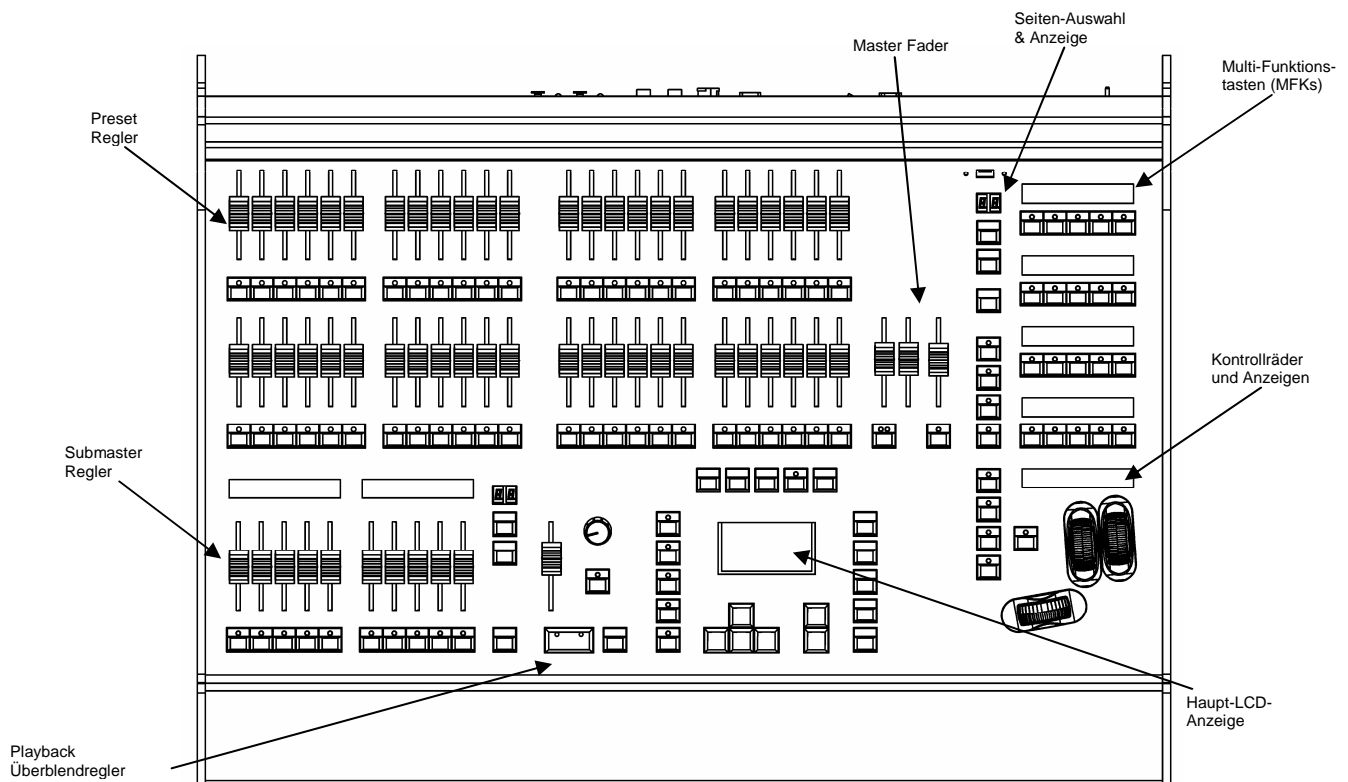 Seiten-Auswahl
& Anzeige
Master Fader
Multi-Funktions-
tasten (MFKs)
Preset
Regler
Kontrollräder
und Anzeigen
Submaster
Regler
Haupt-LCD-
Anzeige
Playback
Überblendregler